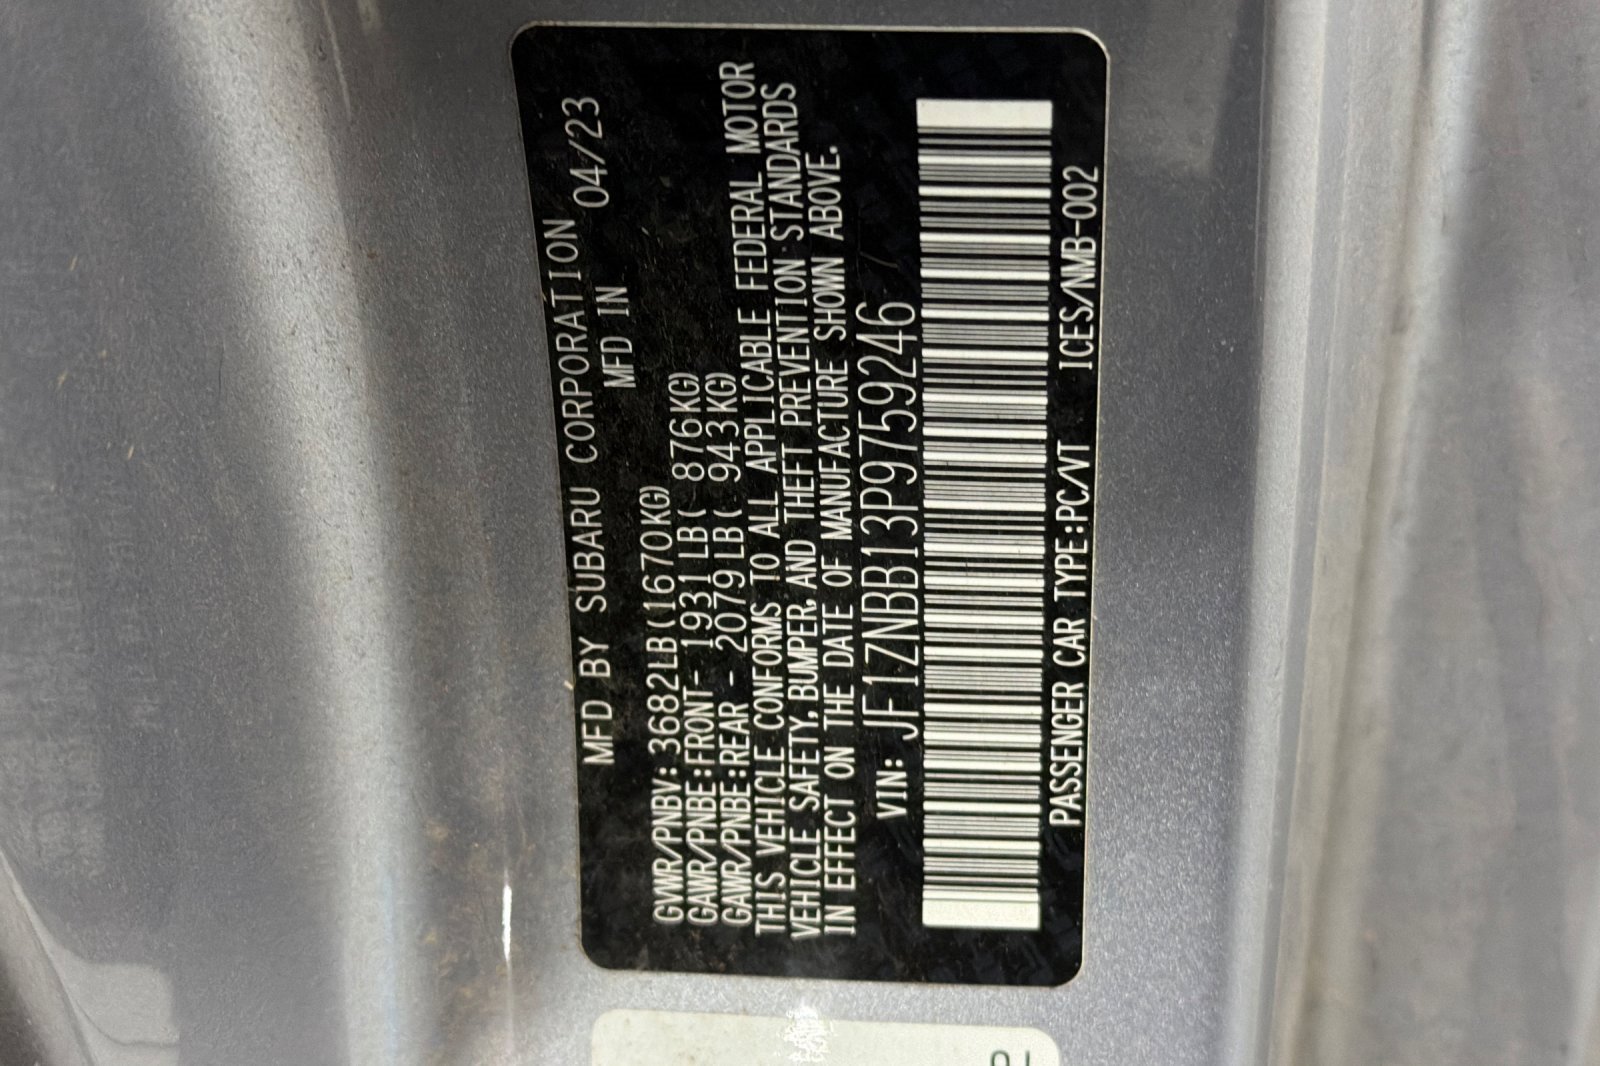 MFD BY SUBARU CORPORATION
MFD IN 04/23
GVWR/PNBV: 3682LB(1670KG)
GAWR/PNBE:FRONT- 1931LB( 876KG)
GAWR/PNBE:REAR - 2079LB( 943KG)
THIS VEHICLE CONFORMS TO ALL APPLICABLE FEDERAL MOTOR
VEHICLE SAFETY, BUMPER, AND THEFT PREVENTION STANDARDS
IN EFFECT ON THE DATE OF MANUFACTURE SHOWN ABOVE.
VIN: JF1ZNBB13P9759246
PASSENGER CAR TYPE:PC/VT ICES/NMB-002